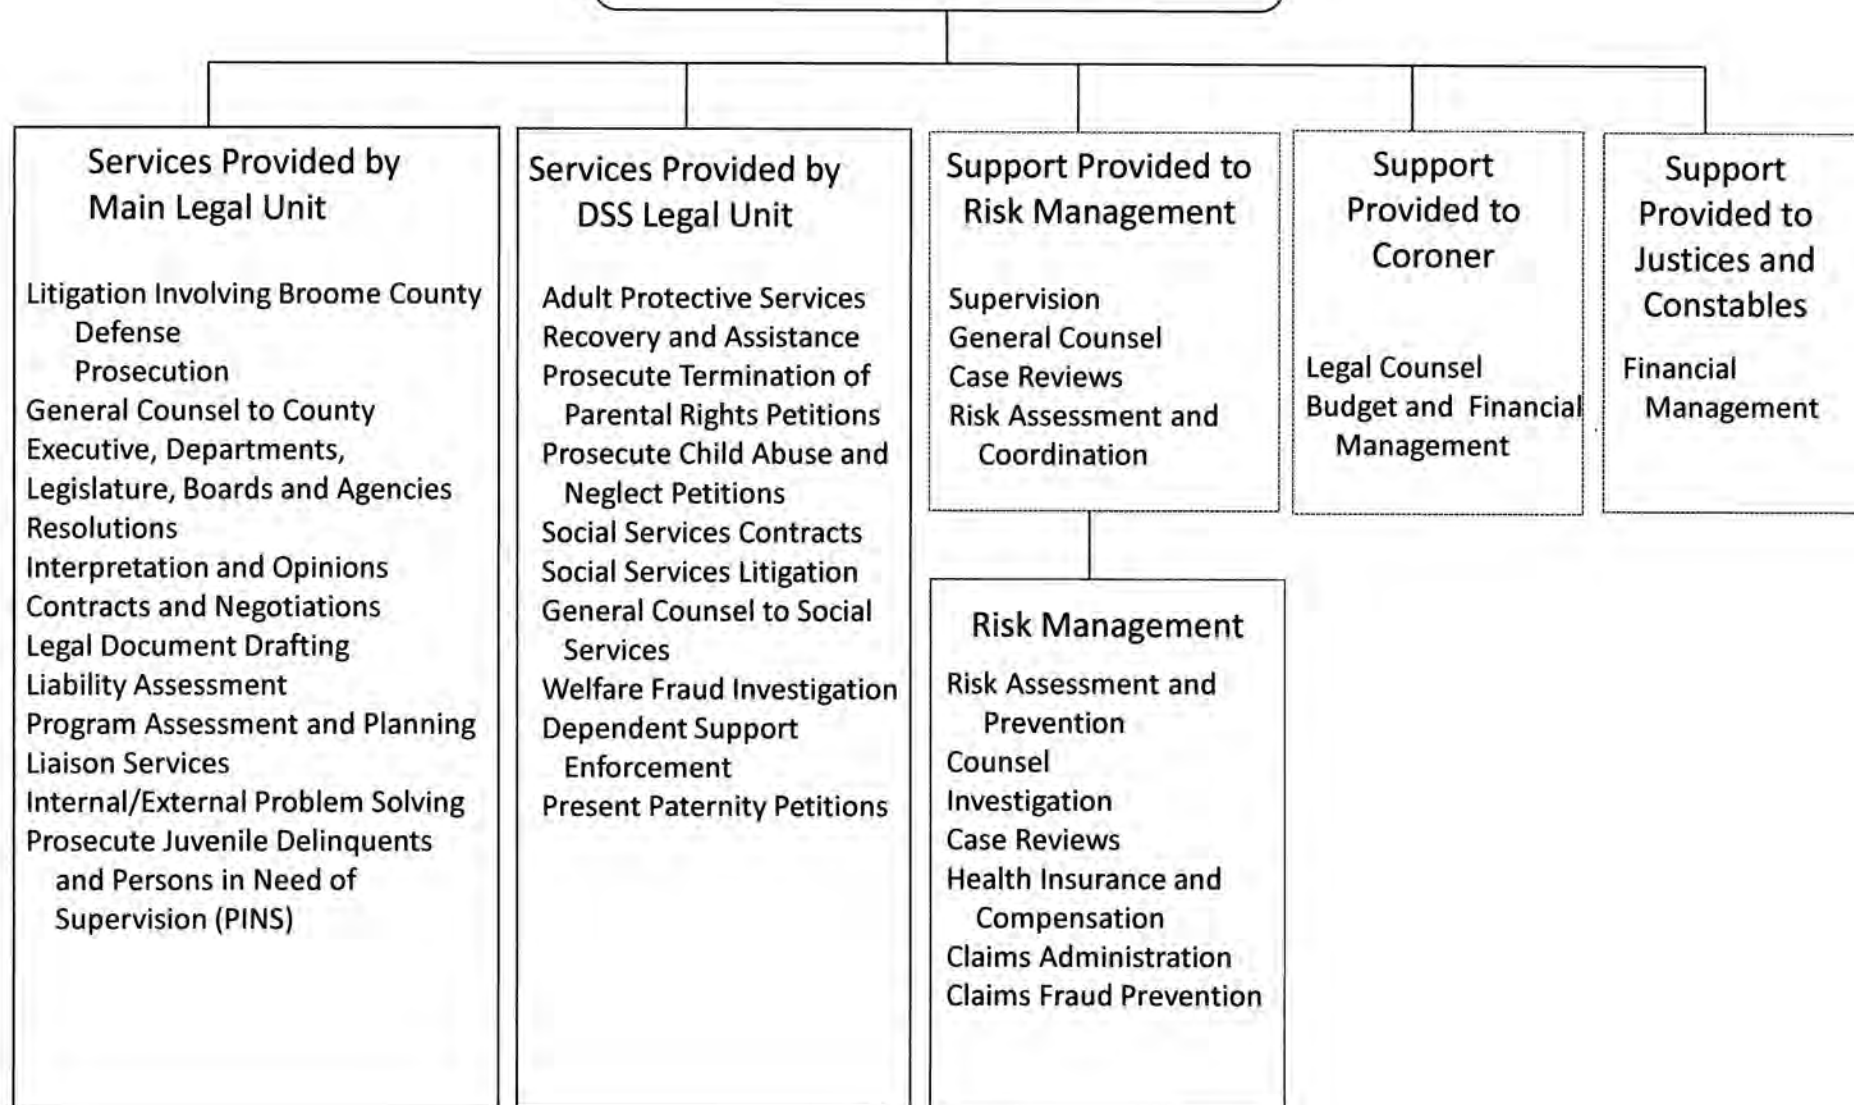 Services Provided by
Main Legal Unit
Litigation Involving Broome County
Defense
Prosecution
General Counsel to County
Executive, Departments,
Legislature, Boards and Agencies
Resolutions
Interpretation and Opinions
Contracts and Negotiations
Legal Document Drafting
Liability Assessment
Program Assessment and Planning
Liaison Services
Internal/External Problem Solving
Prosecute Juvenile Delinquents
and Persons in Need of
Supervision (PINS)
Services Provided by
DSS Legal Unit
Adult Protective Services
Recovery and Assistance
Prosecute Termination of
Parental Rights Petitions
Prosecute Child Abuse and
Neglect Petitions
Social Services Contracts
Social Services Litigation
General Counsel to Social
Services
Welfare Fraud Investigation
Dependent Support
Enforcement
Present Paternity Petitions
Support Provided to
Risk Management
Supervision
General Counsel
Case Reviews
Risk Assessment and
Coordination
Risk Management
Risk Assessment and
Prevention
Counsel
Investigation
Case Reviews
Health Insurance and
Compensation
Claims Administration
Claims Fraud Prevention
Support
Provided to
Coroner
Legal Counsel
Budget and Financial
Management
Support
Provided to
Justices and
Constables
Financial
Management